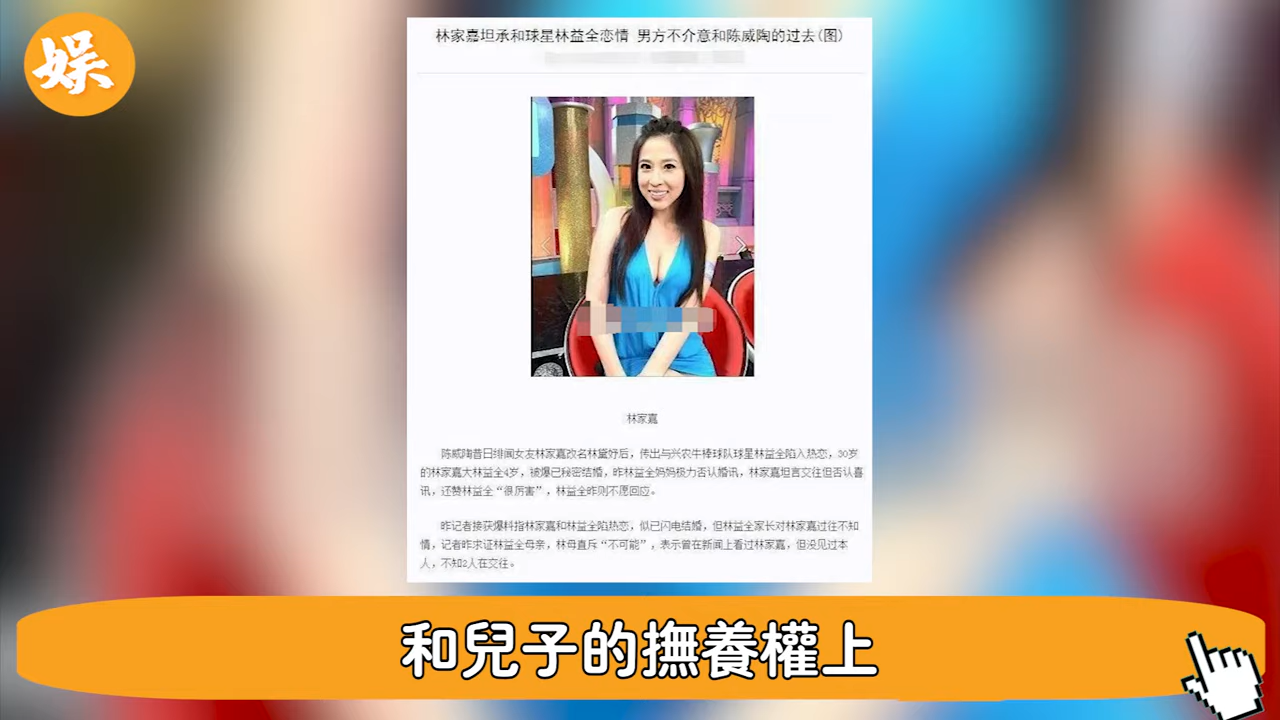 娱
林家嘉坦承和球星林益全恋情 男方不介意和陈威陶的过去(图)
林家嘉
陈威陶昔日绯闻女友林家嘉改名林黛妤后，传出与兴农牛棒球队球星林益全陷入热恋，30岁
的林家嘉大林益全4岁，被爆已秘密结婚，昨林益全妈妈极力否认婚讯，林家嘉坦言交往但否认喜
讯，还赞林益全“很厉害”，林益全昨则不愿回应。
昨记者接获爆料指林家嘉和林益全陷热恋，似已闪电结婚，但林益全家长对林家嘉过往不知
情，记者昨求证林益全母亲，林母直斥“不可能”，表示曾在新闻上看过林家嘉，但没见过本
人，不知2人在交往。
和兒子的撫養權上